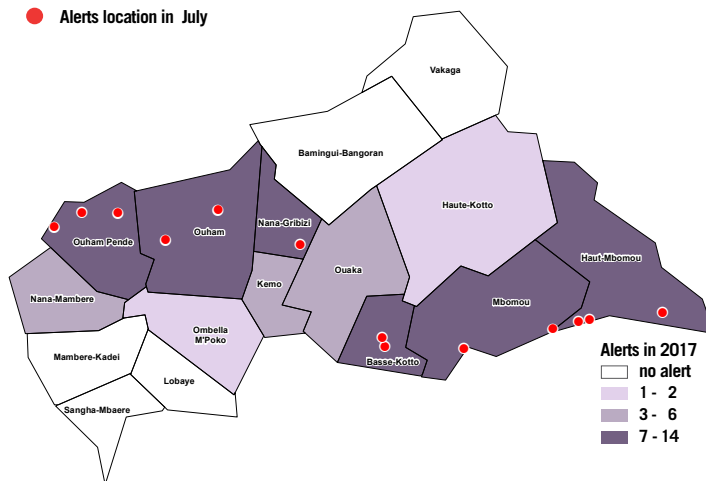 Alerts location in July
Vakaga
Bamingui-Bangoran
Haute-Kotto
Nana-Gribizi
Ouham
Ouham Pende
Haut-Mbomou
Ouaka
Kemo
Nana-Mambere
Mbomou
Ombella
M'Poko
Mambere-Kadei
Basse-Kotto
Lobaye
Sangha-Mbaere
Alerts in 2017
no alert
1 - 2
3 - 6
7 - 14